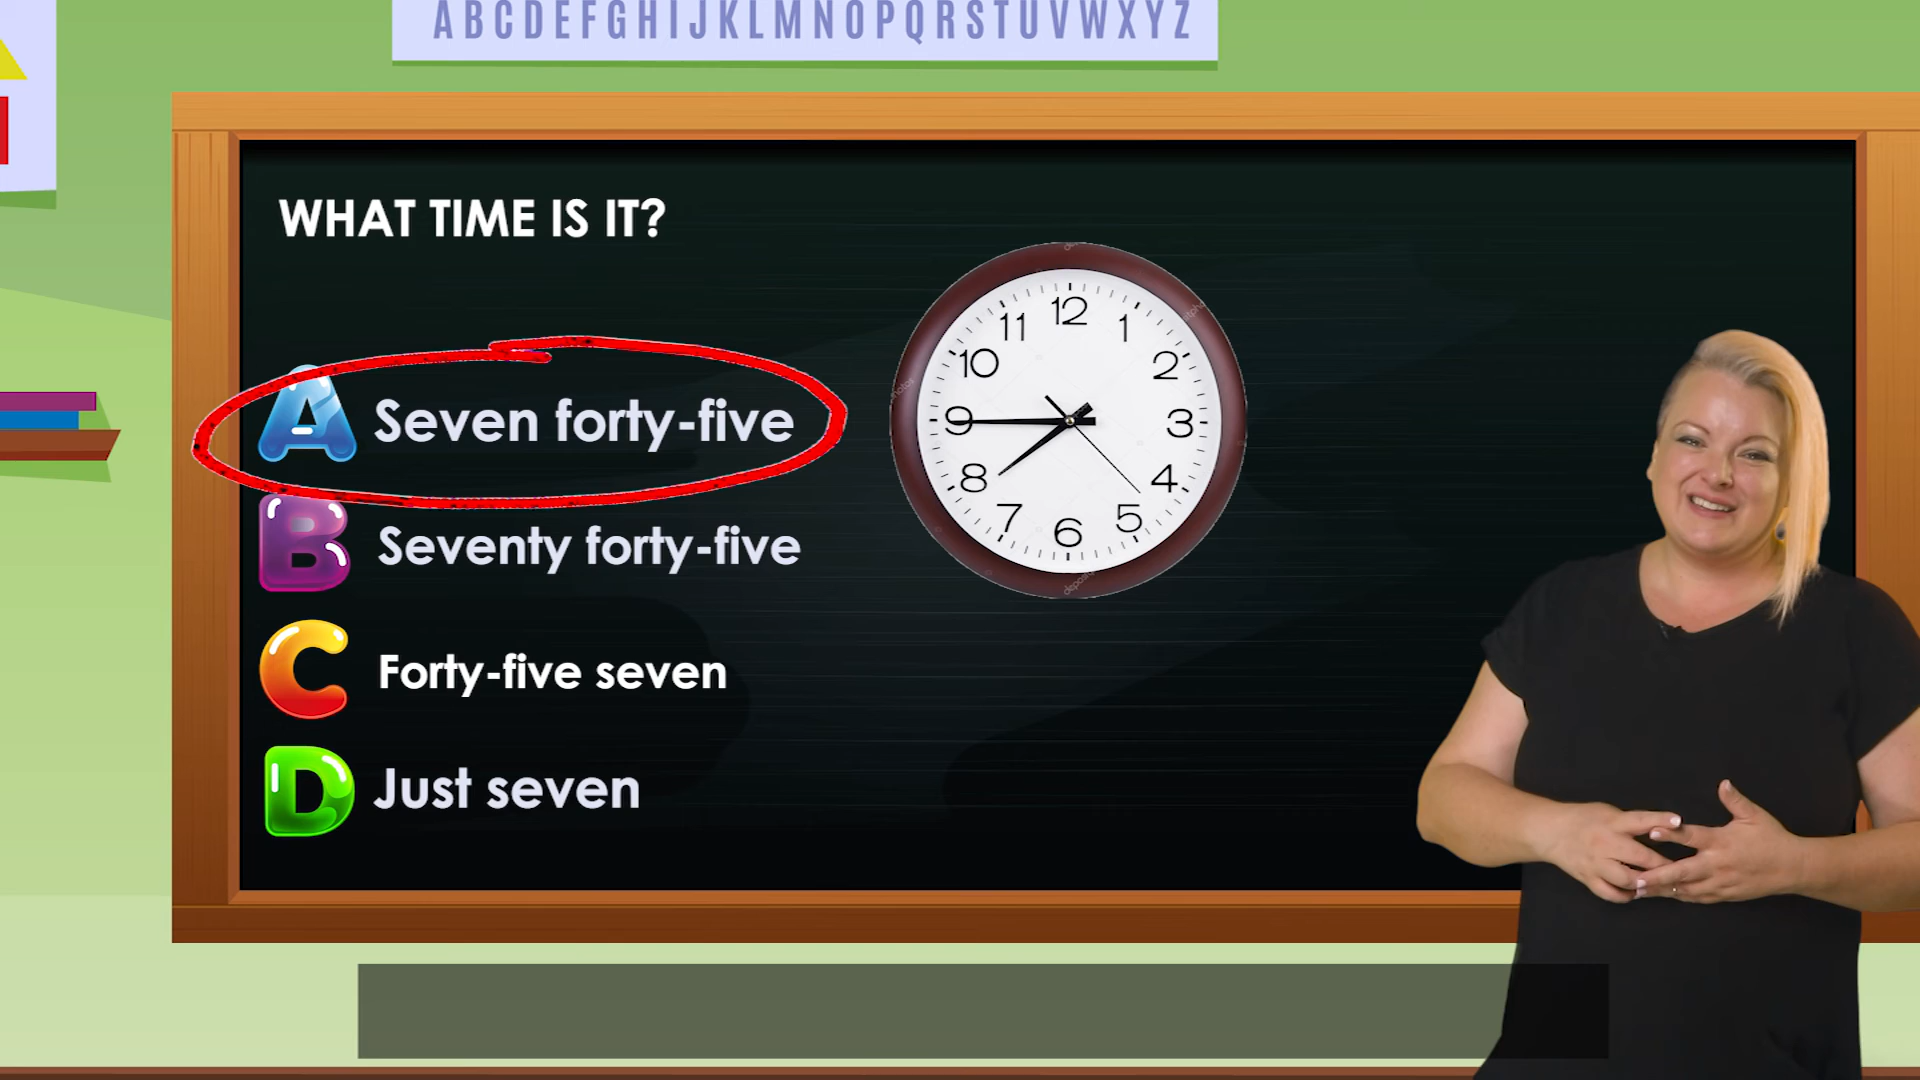 ABCDEFGHIJKLMNOPQRSTUVWXYZ
WHAT TIME IS IT?
A Seven forty-five
B Seventy forty-five
C Forty-five seven
D Just seven
12
11 1
10 2
9 3
8 4
7 5
6